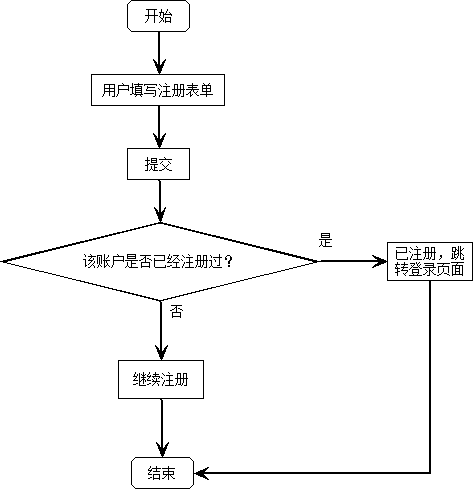 开始
用户填写注册表单
提交
该账户是否已经注册过？
是
已注册，跳
转登录页面
否
继续注册
结束